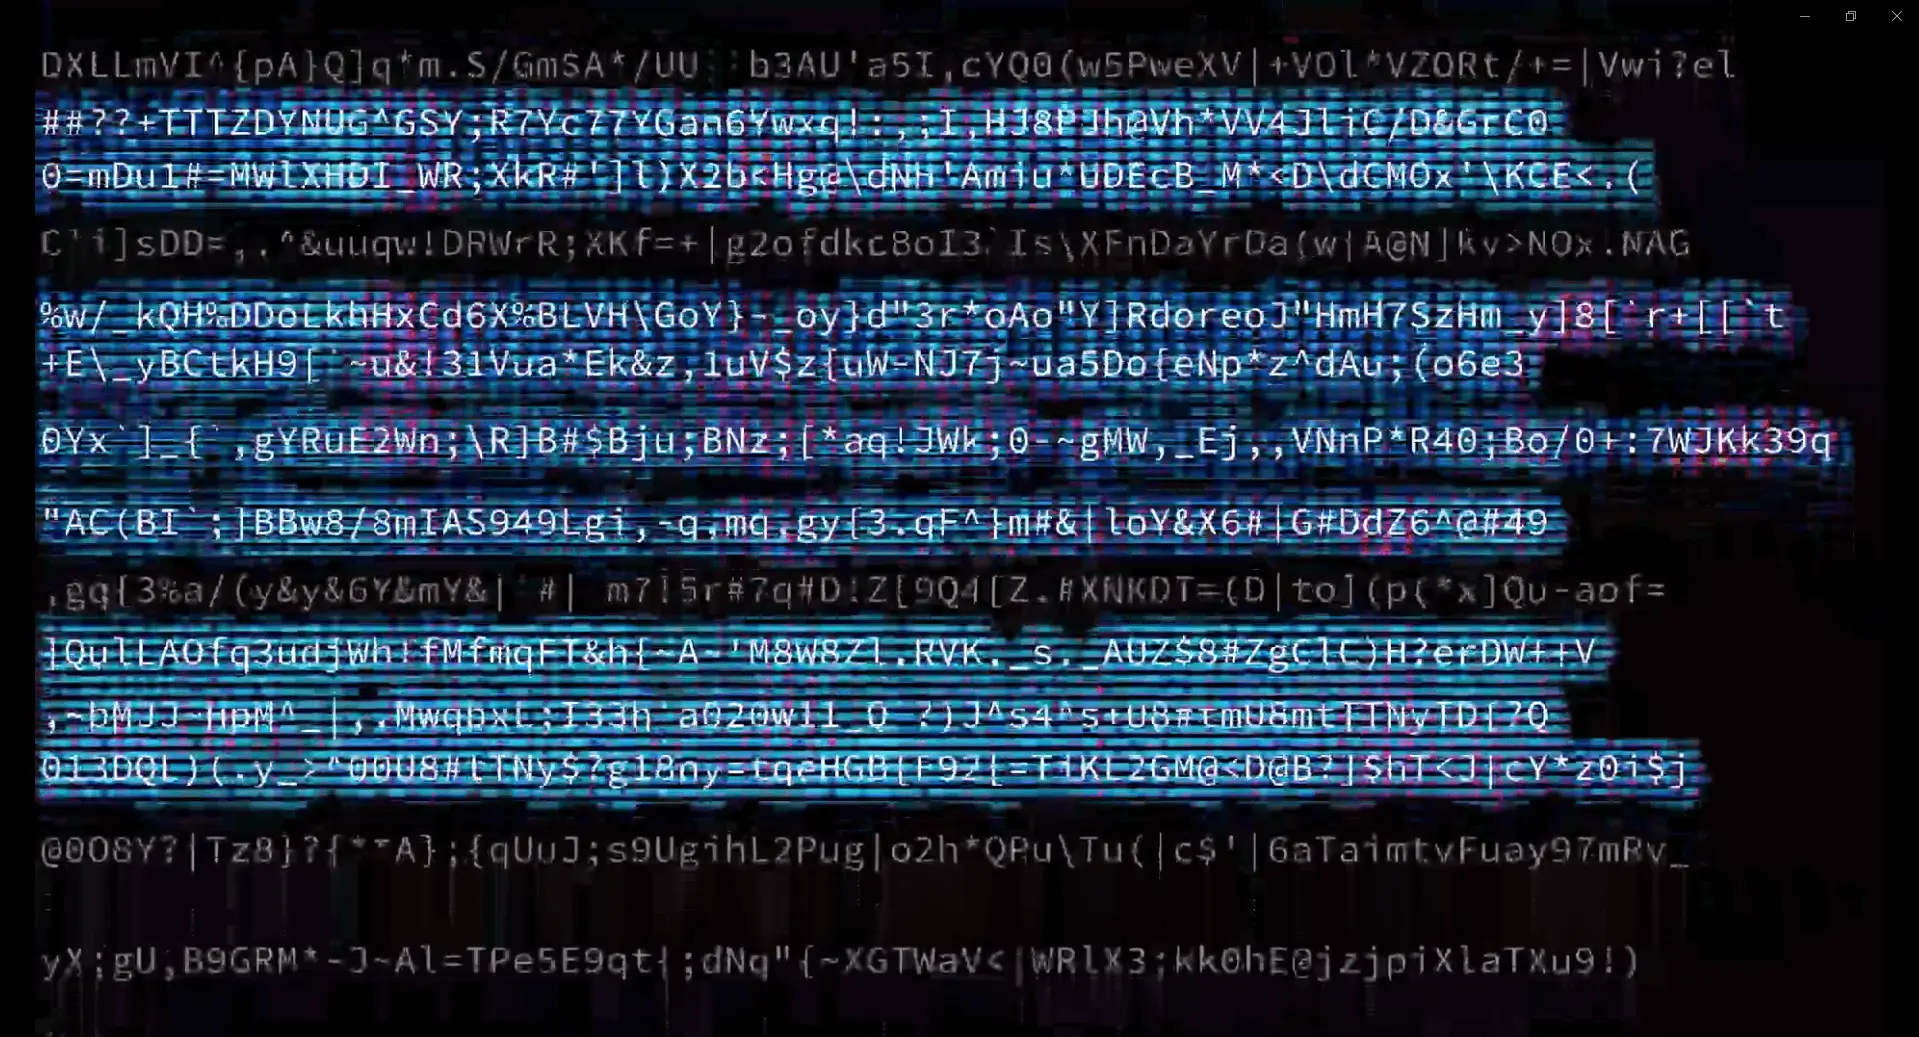 DXLLmVI^{pA}Q]q*m.S/GmSA*/UU b3AU'a5I,cYQ0(w5PweXV|+VOl*VZORt/+=|Vwi?el
##??+TTTZDYNUG^GSY;R7Yc77YGan6Ywxq!:,;I,HJ8PJh@Vh*VV4JliC/D&GrC0
0=mDu1#=MWlXHDI_WR;XkR#']l)X2b<Hg@\dNH'Amiu*UDEcB_M*<D\dCMOx'\KCE<.(
C`i]sDD=,.^&uuqw!DRWrR;XKf=+|g2ofdkc8oI3`Is\XFnDaYrDa(w|A@N]kv>NOx.NAG
%w/_kQH%DDoLkhHxCd6X%BLVH\GoY}-_oy}d"3r*oAo"Y]RdoreoJ"HmH7SzHm_y]8[`r+[[`t
+E\_yBCtkH9[`~u&!31Vua*Ek&z,1uV$z{uW-NJ7j~ua5Do{eNp*z^dAu;(o6e3
0Yx`]_{`,gYRuE2Wn;\R]B#$Bju;BNz;[*aq!JWk;0-~gMW,_Ej,,VNnP*R40;Bo/0+:7WJKk39q
"AC(BI`;]BBw8/8mIAS949Lgi,-q,mq,gy{3.qF^}m#&|loY&X6#|G#DdZ6^@#49
,gq{3%a/(y&y&6Y&mY&|`#| m7!5r#7q#D!Z[9Q4[Z.#XNKDT=(D|to](p(*x]Qu-aof=
]QulLAOfq3udjWh!fMfmqFT&h{~A~'M8W8Zl.RVK._s._AUZ$8#ZgClC)H?erDW++V
,~bMJJ~HpM^_|,.MwqbxL;I33h`a020w11_Q ?)J^s4^s+U8#tmU8mtTTNyTD[?Q
013DQL)(.y_>^00U8#tTNy$?g18ny=tqeHGB[F92[=TiKL2GM@<D@B?|$hT<J|cY*z0i$j
@0O8Y?|Tz8}?{*~A};{qUuJ;s9UgihL2Pug|o2h*QPu\Tu(|c$'|6aTaimtvFuay97mRv_
yX;gU,B9GRM*-J~Al=TPe5E9qt{;dNq"{~XGTWaV<|WRlX3;kk0hE@jzjpiXlaTXu9!)